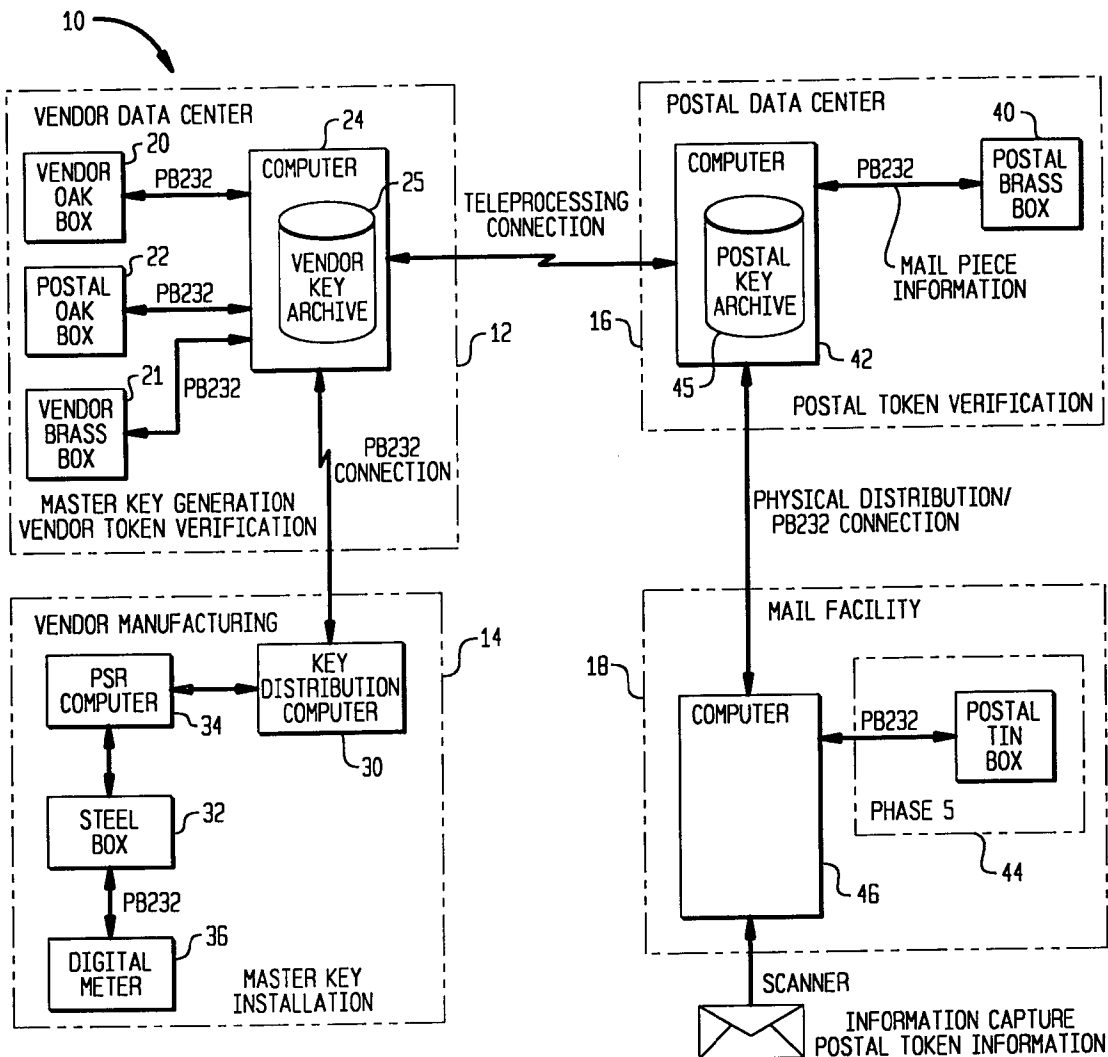 10
VENDOR DATA CENTER
20
VENDOR
OAK
BOX
PB232
22
POSTAL
OAK
BOX
PB232
21
VENDOR
BRASS
BOX
PB232
24
COMPUTER
25
VENDOR
KEY
ARCHIVE
12
MASTER KEY GENERATION
VENDOR TOKEN VERIFICATION
TELEPROCESSING
CONNECTION
PB232
CONNECTION
POSTAL DATA CENTER
COMPUTER
POSTAL
KEY
ARCHIVE
45
42
16
PB232
40
POSTAL
BRASS
BOX
MAIL PIECE
INFORMATION
POSTAL TOKEN VERIFICATION
PHYSICAL DISTRIBUTION/
PB232 CONNECTION
VENDOR MANUFACTURING
14
PSR
COMPUTER
34
KEY
DISTRIBUTION
COMPUTER
30
STEEL
BOX
32
PB232
DIGITAL
METER
36
MASTER KEY
INSTALLATION
MAIL FACILITY
18
COMPUTER
46
PB232
POSTAL
TIN
BOX
PHASE 5
44
SCANNER
INFORMATION CAPTURE
POSTAL TOKEN INFORMATION